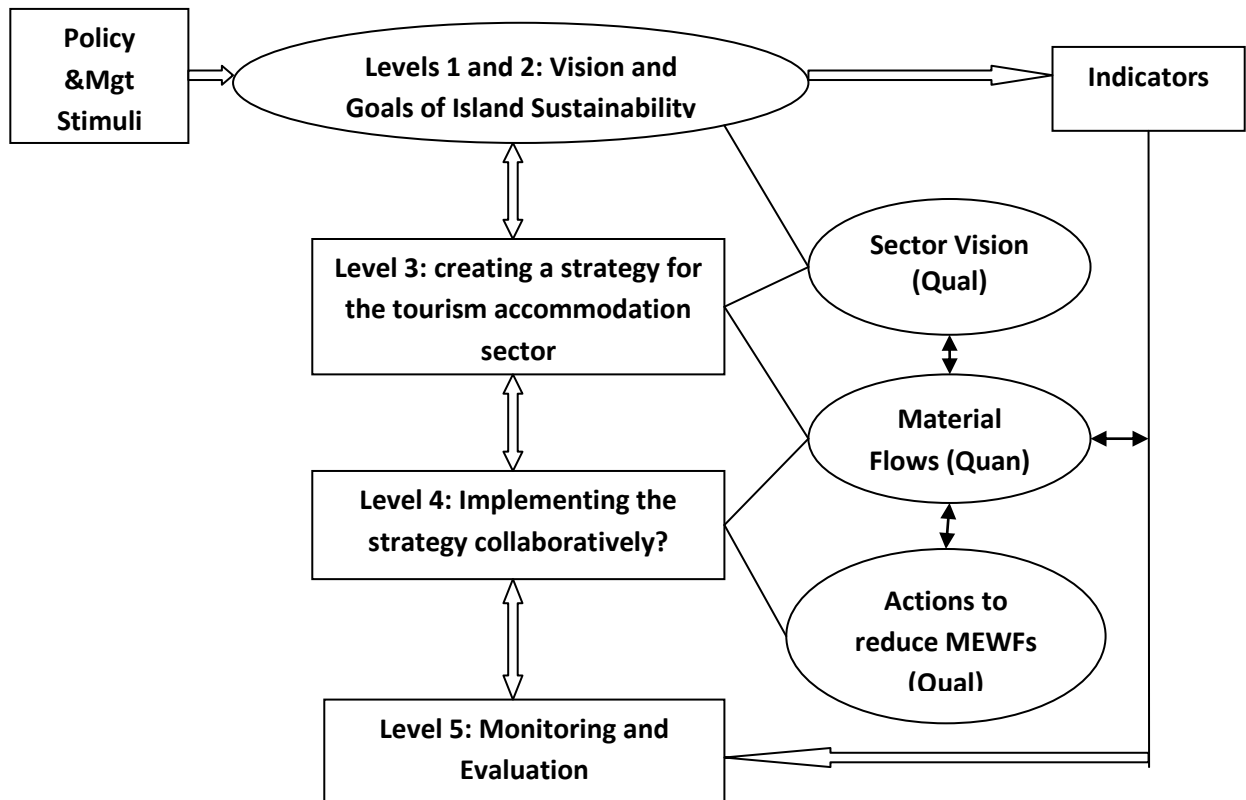 Policy
&Mgt
Stimuli
Levels 1 and 2: Vision and
Goals of Island Sustainability
Indicators
Level 3: creating a strategy for
the tourism accommodation
sector
Sector Vision
(Qual)
Material
Flows (Quan)
Level 4: Implementing the
strategy collaboratively?
Actions to
reduce MEWFs
(Qual)
Level 5: Monitoring and
Evaluation